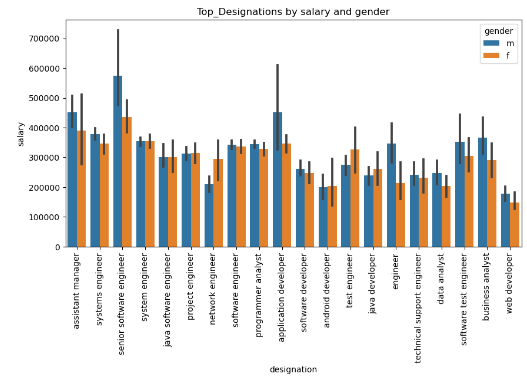 Top_Designations by salary and gender
gender
m
f
700000
600000
500000
400000
300000
200000
100000
0
salary
assistant manager
systems engineer
senior software engineer
system engineer
java software engineer
project engineer
network engineer
software engineer
programmer analyst
application developer
software developer
android developer
test engineer
java developer
engineer
technical support engineer
data analyst
software test engineer
business analyst
web developer
designation